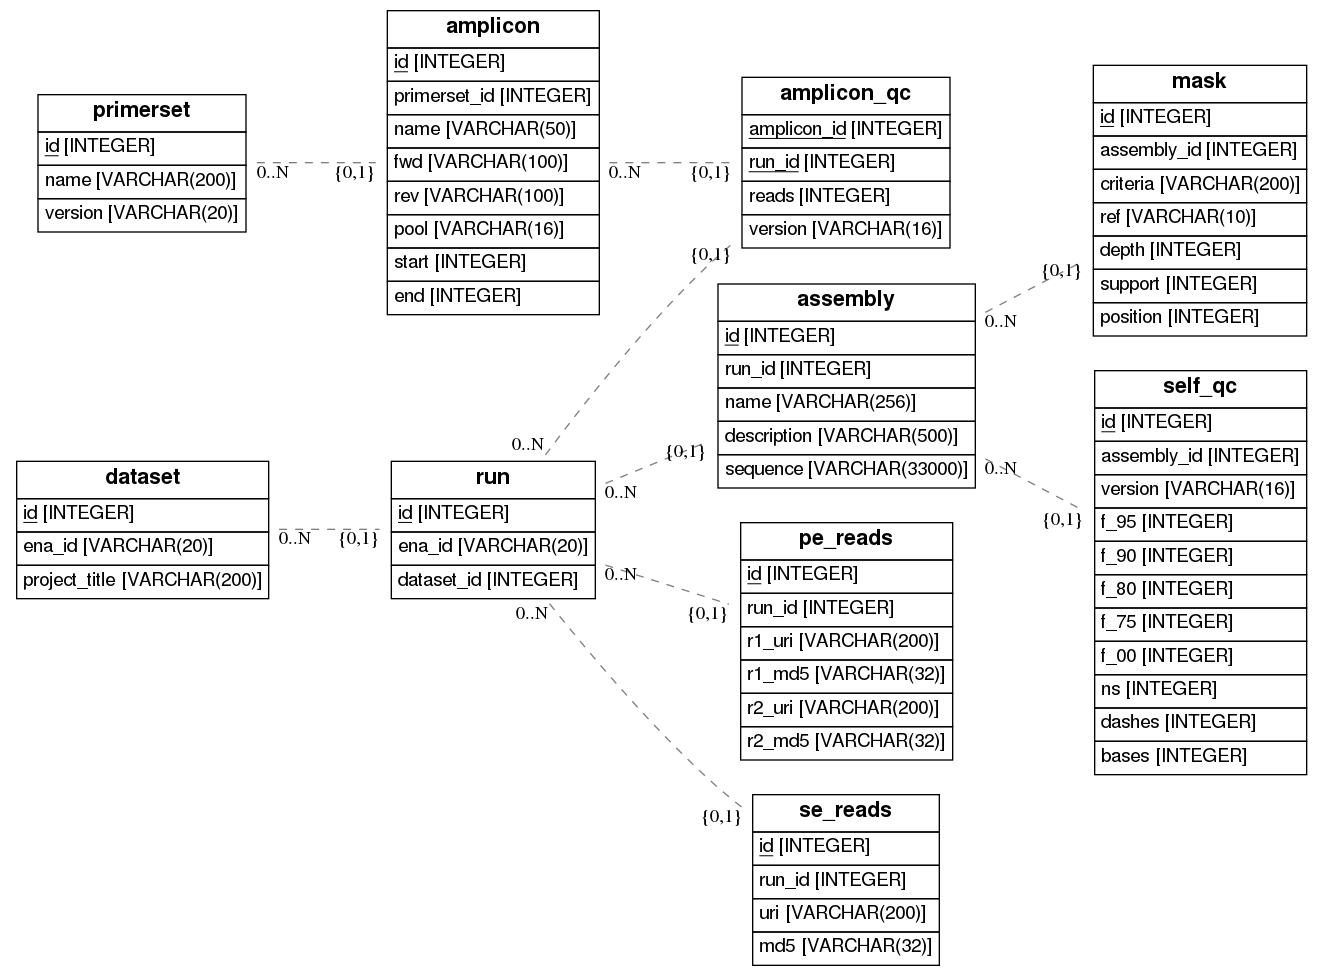 primerset
id [INTEGER]
name [VARCHAR(200)]
version [VARCHAR(20)]
0..N
{0,1}
amplicon
id [INTEGER]
primerset_id [INTEGER]
name [VARCHAR(50)]
fwd [VARCHAR(100)]
rev [VARCHAR(100)]
pool [VARCHAR(16)]
start [INTEGER]
end [INTEGER]
0..N
{0,1}
amplicon_qc
amplicon_id [INTEGER]
run_id [INTEGER]
reads [INTEGER]
version [VARCHAR(16)]
{0,1}
0..N
assembly
id [INTEGER]
run_id [INTEGER]
name [VARCHAR(256)]
description [VARCHAR(500)]
sequence [VARCHAR(33000)]
0..N
{0,1}
mask
id [INTEGER]
assembly_id [INTEGER]
criteria [VARCHAR(200)]
ref [VARCHAR(10)]
depth [INTEGER]
support [INTEGER]
position [INTEGER]
0..N
{0,1}
self_qc
id [INTEGER]
assembly_id [INTEGER]
version [VARCHAR(16)]
f_95 [INTEGER]
f_90 [INTEGER]
f_80 [INTEGER]
f_75 [INTEGER]
f_00 [INTEGER]
ns [INTEGER]
dashes [INTEGER]
bases [INTEGER]
dataset
id [INTEGER]
ena_id [VARCHAR(20)]
project_title [VARCHAR(200)]
0..N
{0,1}
run
id [INTEGER]
ena_id [VARCHAR(20)]
dataset_id [INTEGER]
0..N
{0,1}
0..N
{0,1}
pe_reads
id [INTEGER]
run_id [INTEGER]
r1_uri [VARCHAR(200)]
r1_md5 [VARCHAR(32)]
r2_uri [VARCHAR(200)]
r2_md5 [VARCHAR(32)]
0..N
{0,1}
se_reads
id [INTEGER]
run_id [INTEGER]
uri [VARCHAR(200)]
md5 [VARCHAR(32)]